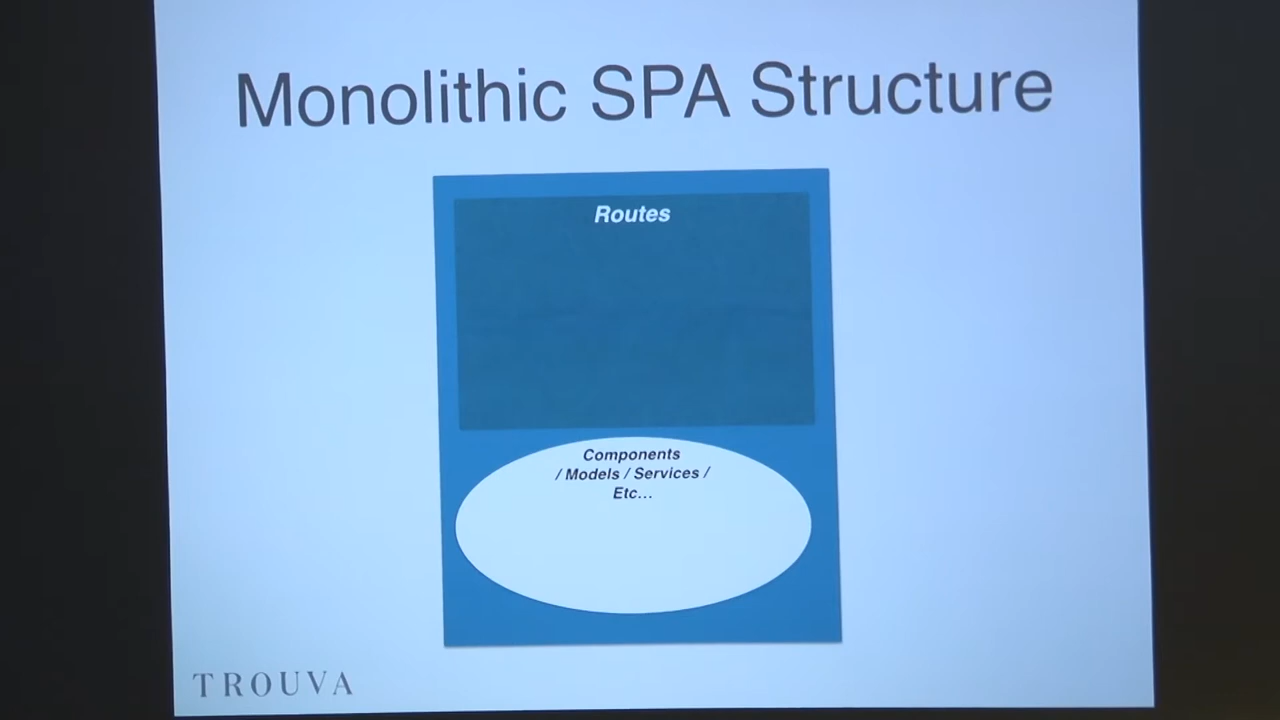 Monolithic SPA Structure
Routes
Components
/ Models / Services /
Etc...
TROUVA